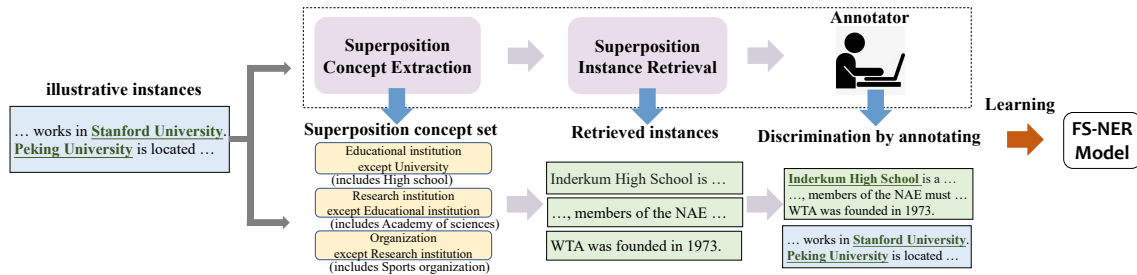 Annotator
Superposition
Concept Extraction
Superposition
Instance Retrieval
illustrative instances
… works in Stanford University.
Peking University is located …
Superposition concept set
Educational institution
except University
(includes High school)
Research institution
except Educational institution
(includes Academy of sciences)
Organization
except Research institution
(includes Sports organization)
Retrieved instances
Inderkum High School is …
…, members of the NAE …
WTA was founded in 1973.
Discrimination by annotating
Inderkum High School is a …
…, members of the NAE must …
WTA was founded in 1973.
… works in Stanford University.
Peking University is located …
Learning
FS-NER
Model